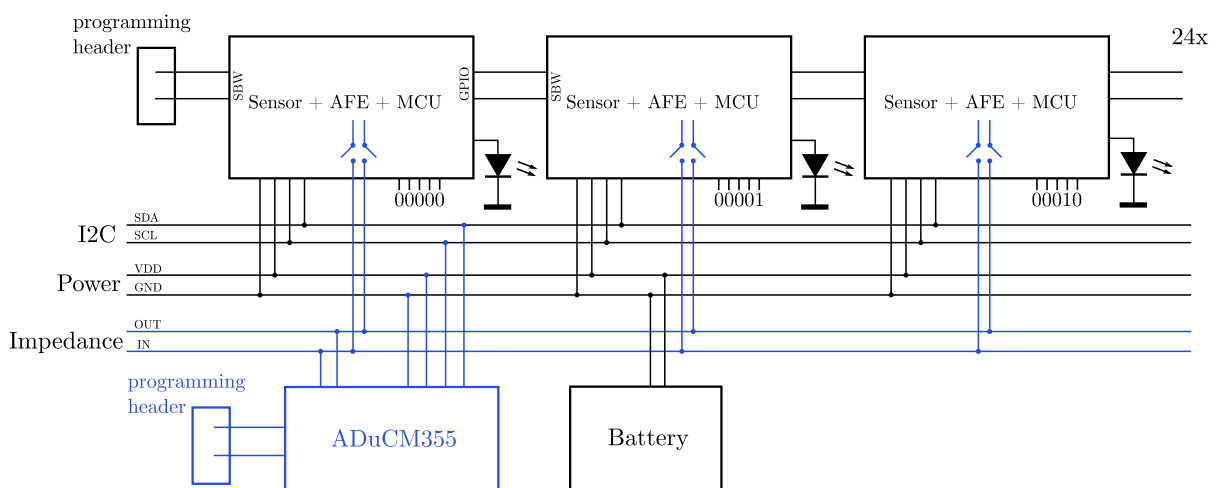 programming
header
24x
SBW
GPIO
SBW
Sensor + AFE + MCU
Sensor + AFE + MCU
Sensor + AFE + MCU
00000
00001
00010
I2C
SDA
SCL
Power
VDD
GND
Impedance
OUT
IN
programming
header
ADuCM355
Battery